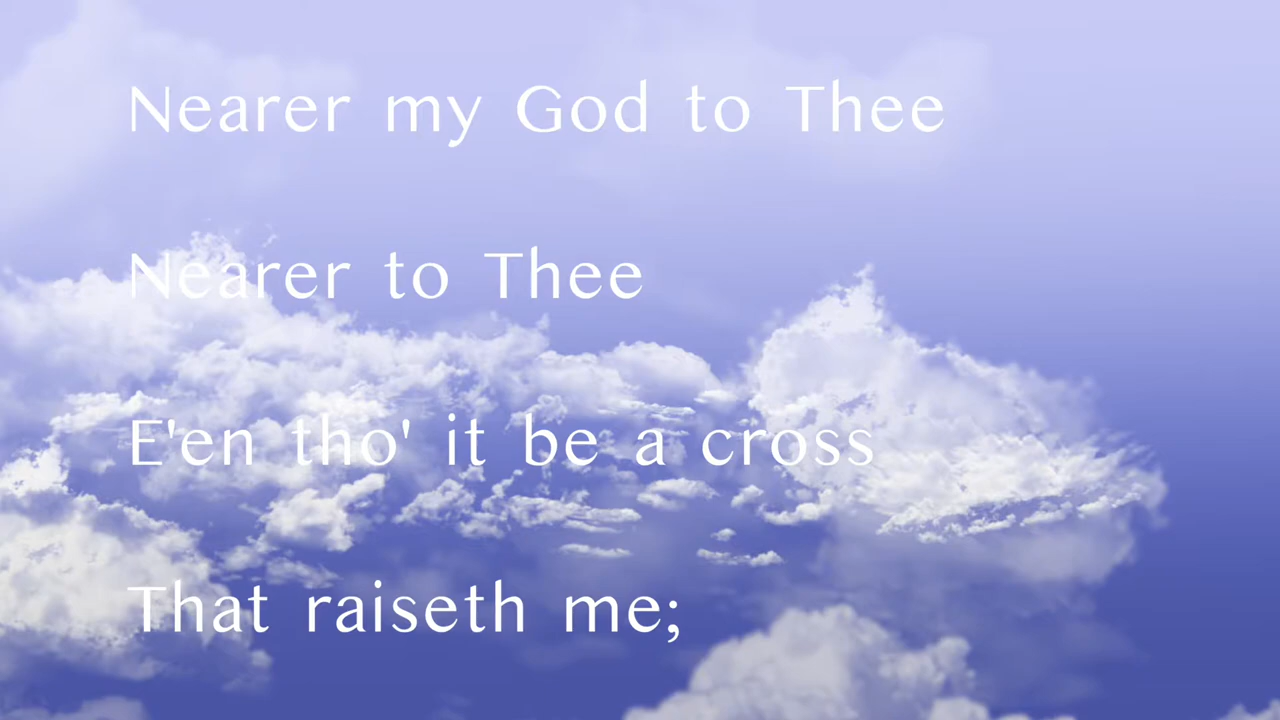 Nearer my God to Thee
Nearer to Thee
E'en tho' it be a cross
That raiseth me;